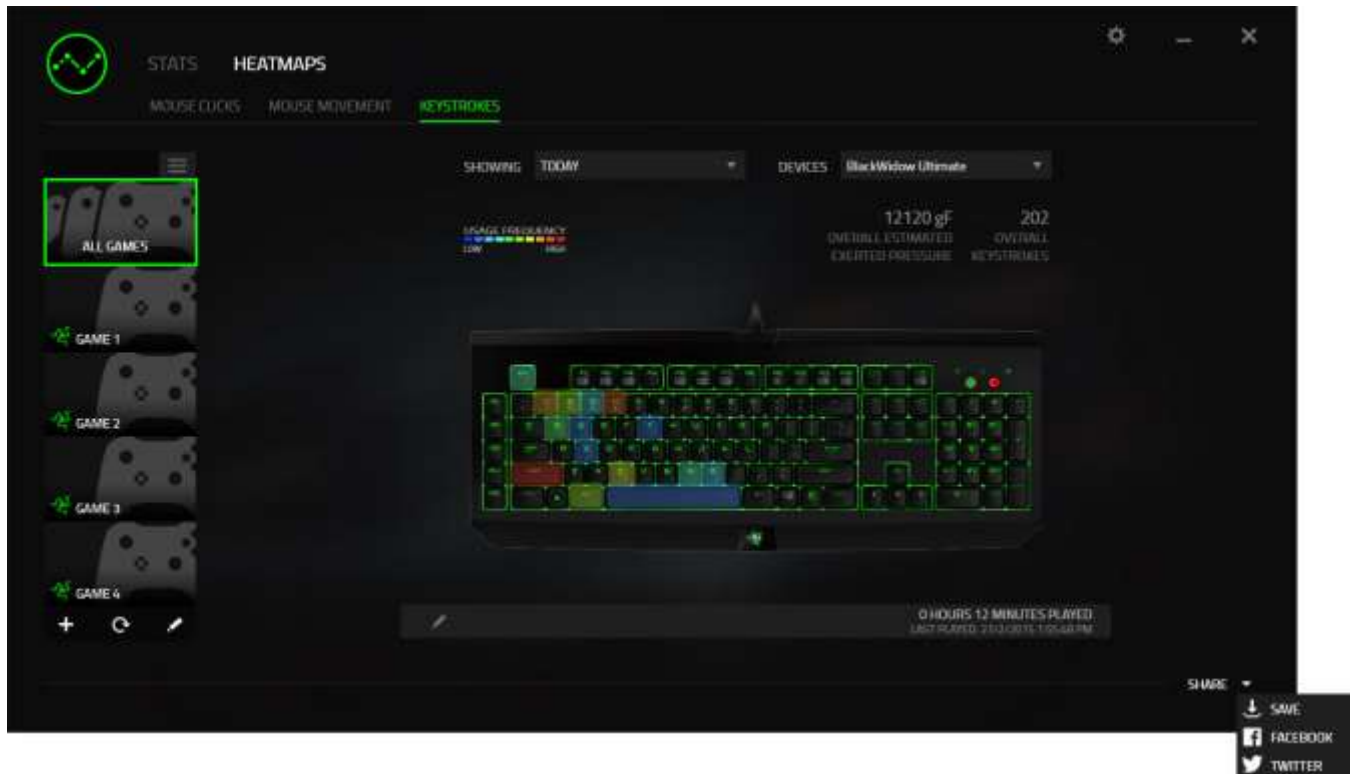 STATS HEATMAPS
MOUSE CLICKS MOUSE MOVEMENT KEYSTROKES
SHOWING TODAY DEVICES BlackWidow Ultimate
ALL GAMES
GAME 1
GAME 2
GAME 3
GAME 4
USAGE FREQUENCY
LOW HIGH
12120 gF 202
OVERALL ESTIMATED OVERALL
EXERTED PRESSURE KEYSTROKES
0 HOURS 12 MINUTES PLAYED
LAST PLAYED:
SHARE
SAVE
FACEBOOK
TWITTER